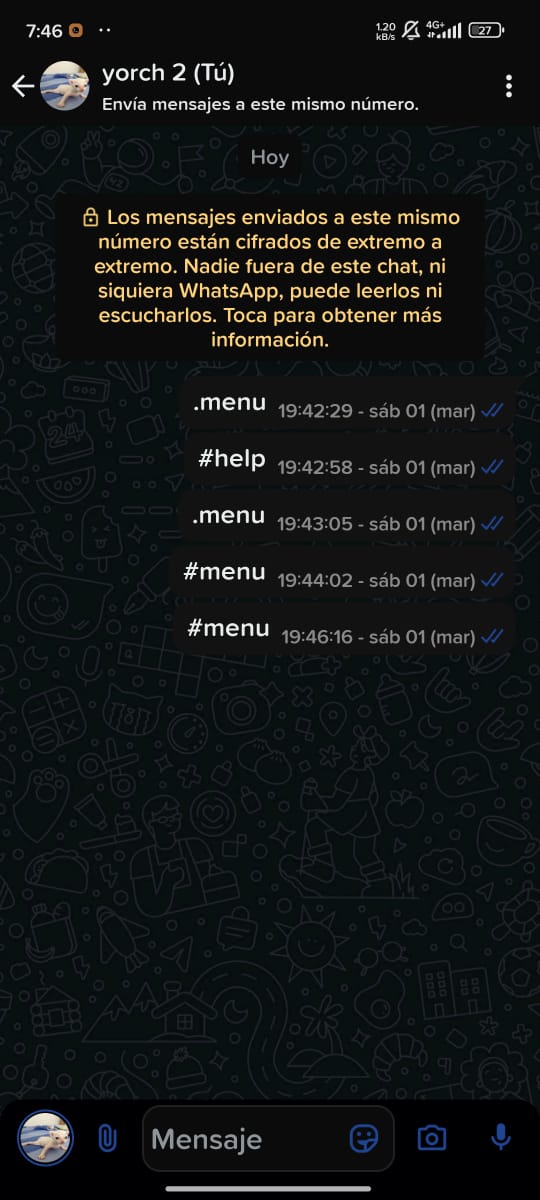 7:46
1.20
kB/s
4G+
27
yorch 2 (Tú)
Envía mensajes a este mismo número.
Hoy
Los mensajes enviados a este mismo
número están cifrados de extremo a
extremo. Nadie fuera de este chat, ni
siquiera WhatsApp, puede leerlos ni
escucharlos. Toca para obtener más
información.
.menu 19:42:29 - sáb 01 (mar)
#help 19:42:58 - sáb 01 (mar)
.menu 19:43:05 - sáb 01 (mar)
#menu 19:44:02 - sáb 01 (mar)
#menu 19:46:16 - sáb 01 (mar)
24
Mensaje